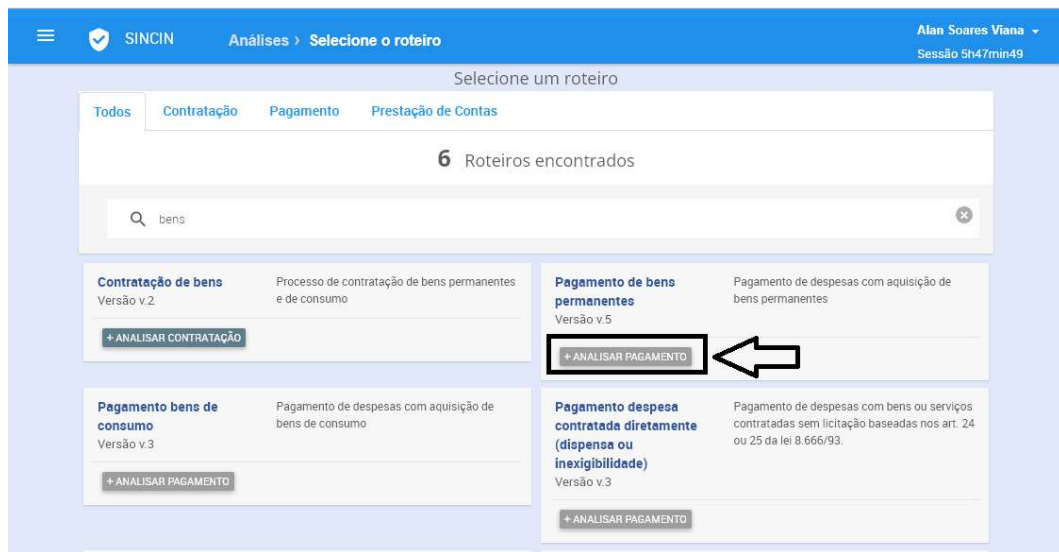 SINCIN
Análises › Selecione o roteiro
Alan Soares Viana
Sessão 5h47min49
Selecione um roteiro
Todos
Contratação
Pagamento
Prestação de Contas
6 Roteiros encontrados
bens
Contratação de bens
Versão v.2
Processo de contratação de bens permanentes
e de consumo
+ ANALISAR CONTRATAÇÃO
Pagamento de bens
permanentes
Versão v.5
Pagamento de despesas com aquisição de
bens permanentes
+ ANALISAR PAGAMENTO
Pagamento bens de
consumo
Versão v.3
Pagamento de despesas com aquisição de
bens de consumo
+ ANALISAR PAGAMENTO
Pagamento despesa
contratada diretamente
(dispensa ou
inexigibilidade)
Versão v.3
Pagamento de despesas com bens ou serviços
contratadas sem licitação baseadas nos art. 24
ou 25 da lei 8.666/93.
+ ANALISAR PAGAMENTO